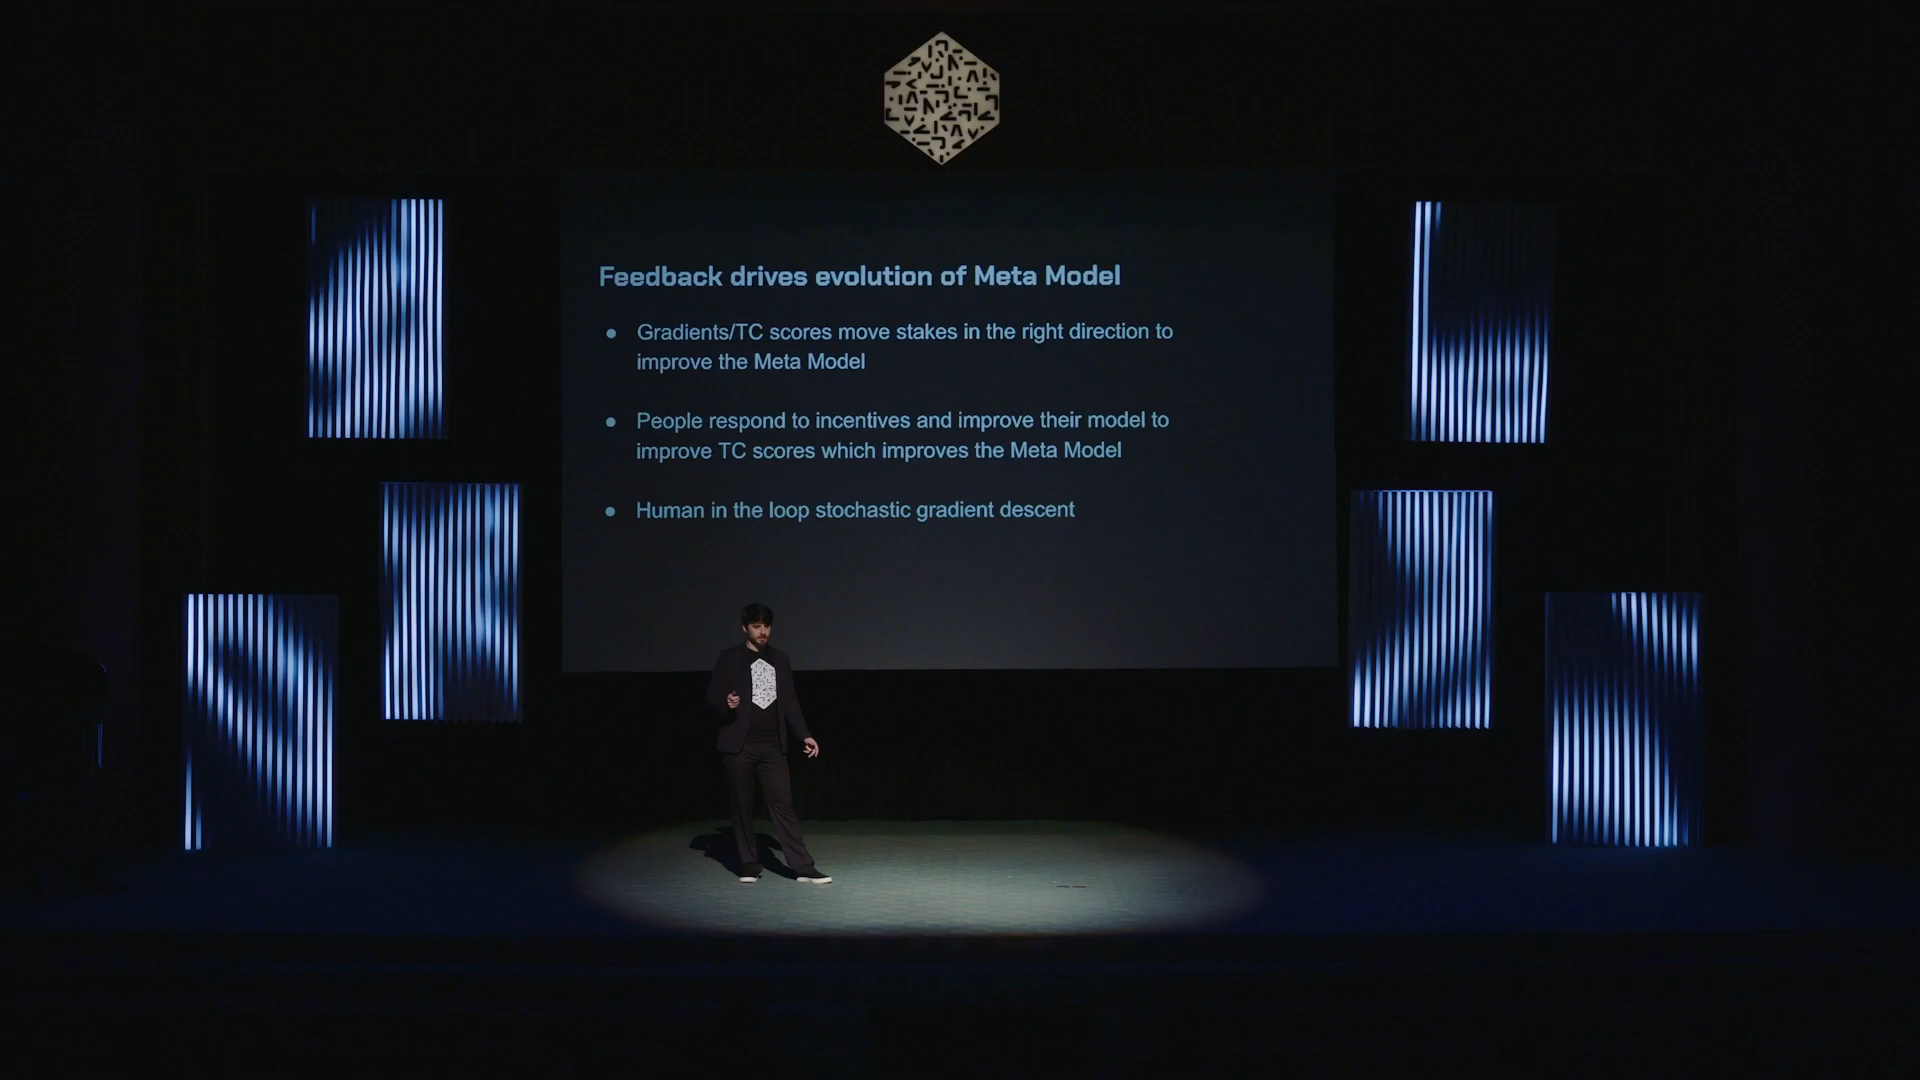 Feedback drives evolution of Meta Model
● Gradients/TC scores move stakes in the right direction to
improve the Meta Model
● People respond to incentives and improve their model to
improve TC scores which improves the Meta Model
● Human in the loop stochastic gradient descent